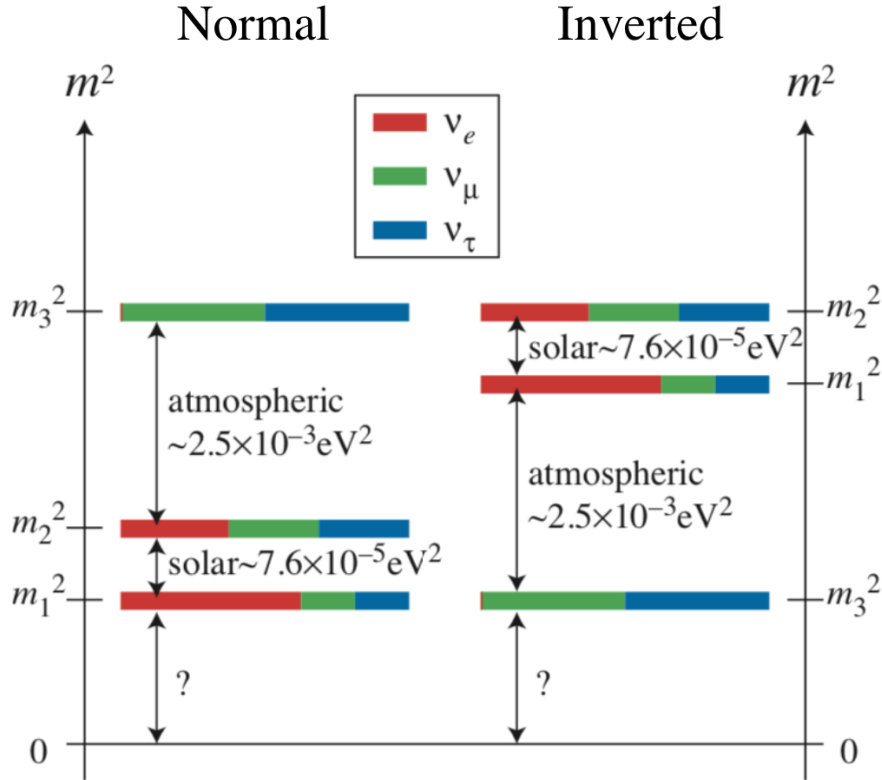 Normal
Inverted
m²
m²
νe
νμ
ντ
m₃²
m₂²
solar~7.6×10⁻⁵eV²
m₁²
atmospheric
~2.5×10⁻³eV²
atmospheric
~2.5×10⁻³eV²
m₂²
solar~7.6×10⁻⁵eV²
m₁²
m₃²
?
?
0
0